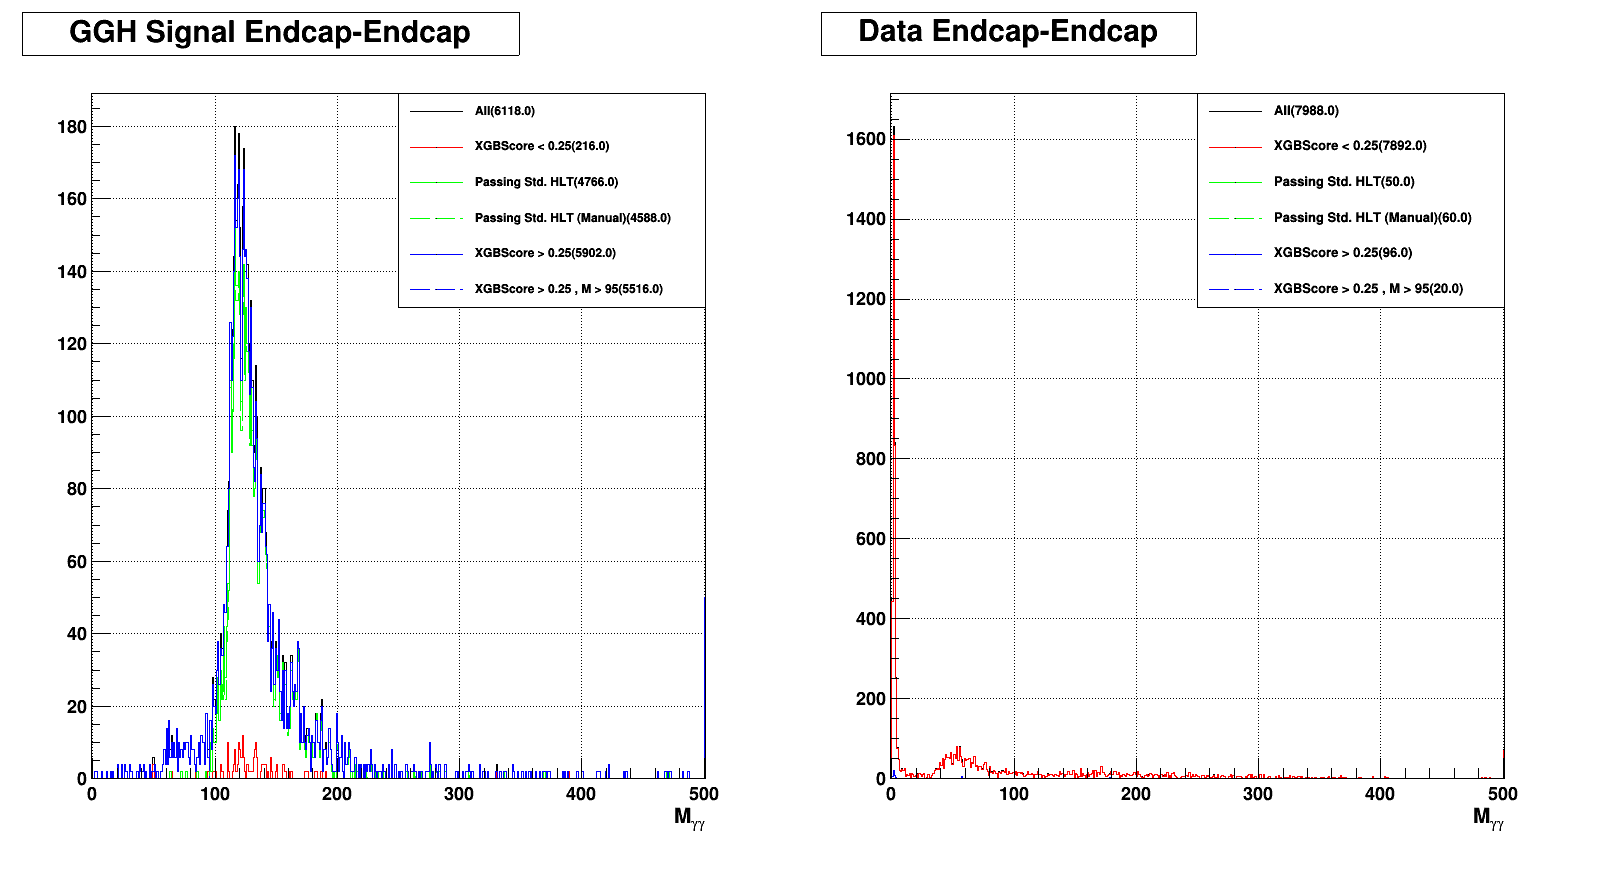 GGH Signal Endcap-Endcap
All(6118.0)
XGBScore < 0.25(216.0)
Passing Std. HLT(4766.0)
Passing Std. HLT (Manual)(4588.0)
XGBScore > 0.25(5902.0)
XGBScore > 0.25 , M > 95(5516.0)
180
160
140
120
100
80
60
40
20
0
0 100 200 300 400 500
Mγγ
Data Endcap-Endcap
All(7988.0)
XGBScore < 0.25(7892.0)
Passing Std. HLT(50.0)
Passing Std. HLT (Manual)(60.0)
XGBScore > 0.25(96.0)
XGBScore > 0.25 , M > 95(20.0)
1600
1400
1200
1000
800
600
400
200
0
0 100 200 300 400 500
Mγγ